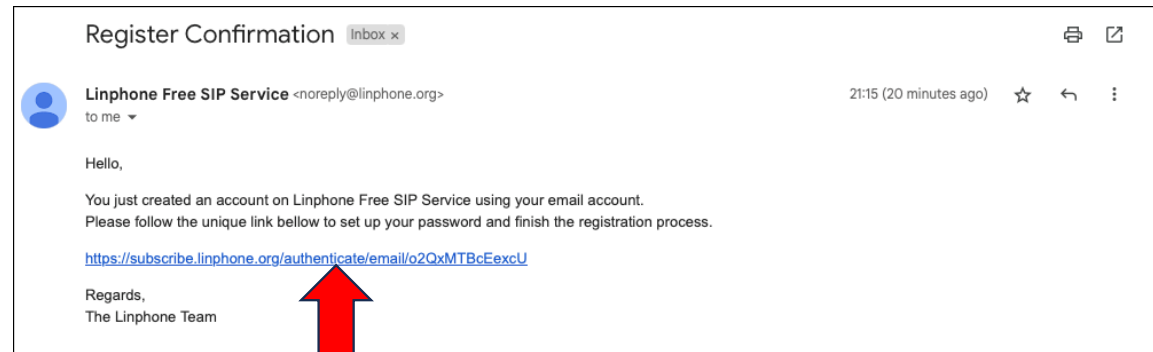 Register Confirmation Inbox x
Linphone Free SIP Service <noreply@linphone.org> 21:15 (20 minutes ago)
to me
Hello,
You just created an account on Linphone Free SIP Service using your email account.
Please follow the unique link bellow to set up your password and finish the registration process.
https://subscribe.linphone.org/authenticate/email/o2QxMTBcEexcU
Regards,
The Linphone Team